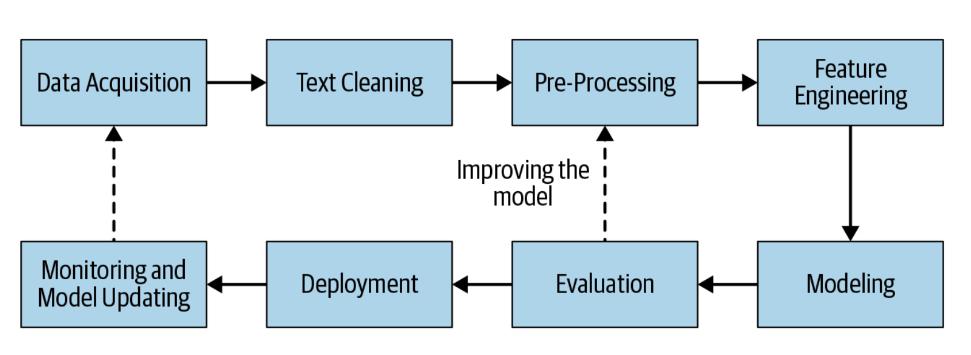 Data Acquisition
Text Cleaning
Pre-Processing
Feature
Engineering
Improving the
model
Monitoring and
Model Updating
Deployment
Evaluation
Modeling